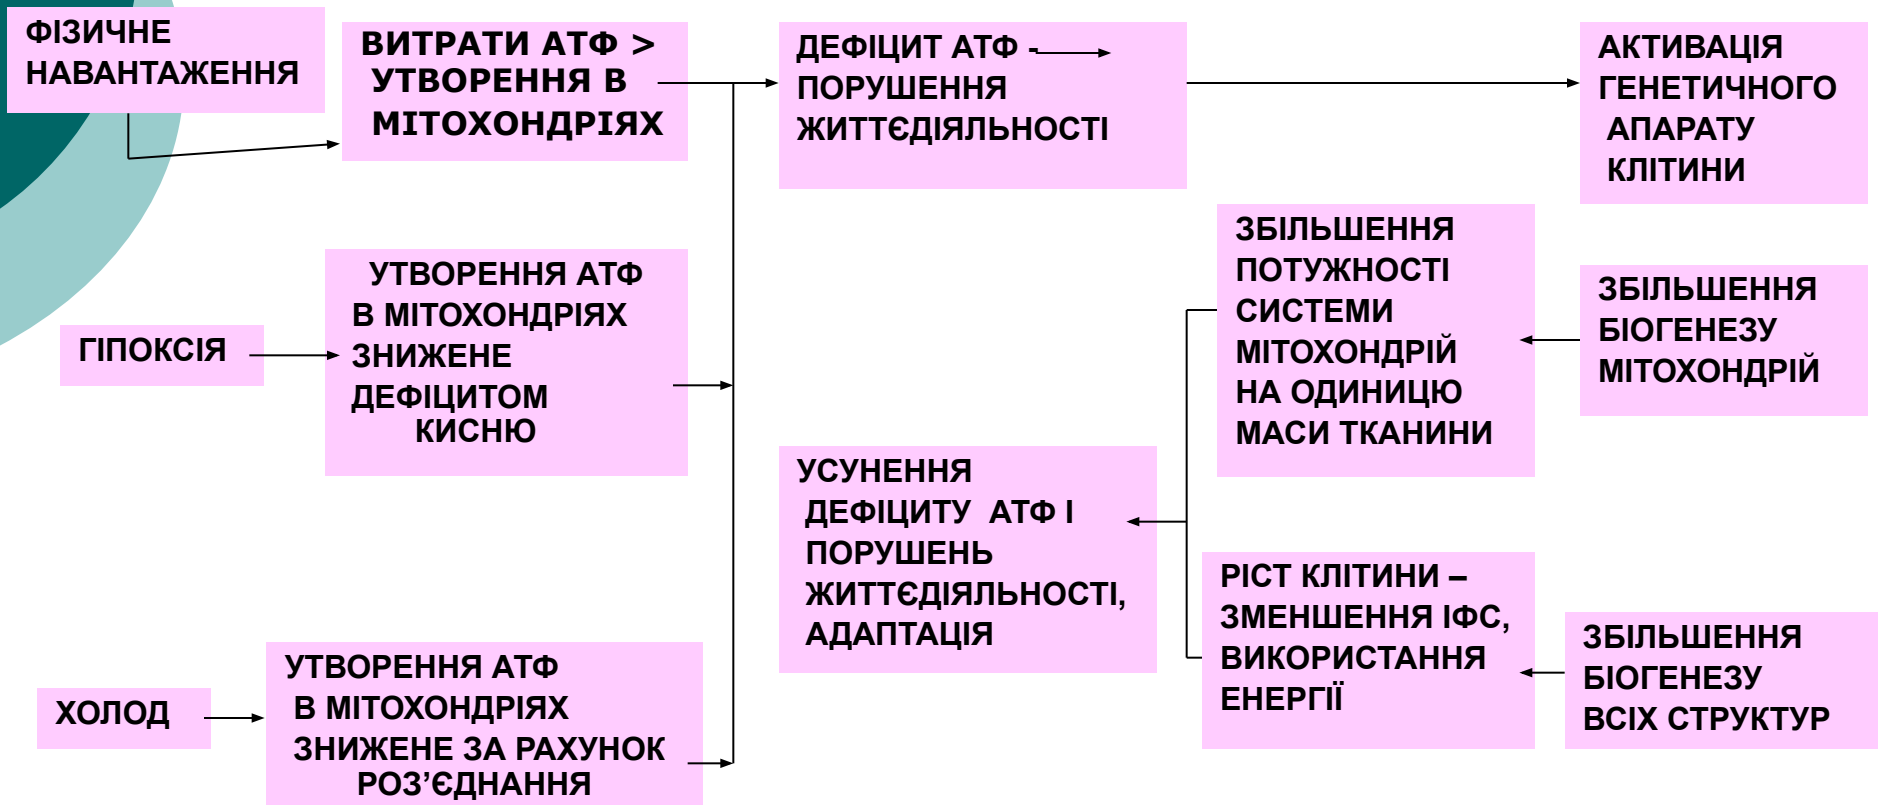 ФІЗИЧНЕ
НАВАНТАЖЕННЯ
ВИТРАТИ АТФ >
УТВОРЕННЯ В
МІТОХОНДРІЯХ
ДЕФІЦИТ АТФ -
ПОРУШЕННЯ
ЖИТТЄДІЯЛЬНОСТІ
АКТИВАЦІЯ
ГЕНЕТИЧНОГО
АПАРАТУ
КЛІТИНИ
ГІПОКСІЯ
УТВОРЕННЯ АТФ
В МІТОХОНДРІЯХ
ЗНИЖЕНЕ
ДЕФІЦИТОМ
КИСНЮ
ЗБІЛЬШЕННЯ
ПОТУЖНОСТІ
СИСТЕМИ
МІТОХОНДРІЙ
НА ОДИНИЦЮ
МАСИ ТКАНИНИ
ЗБІЛЬШЕННЯ
БІОГЕНЕЗУ
МІТОХОНДРІЙ
УСУНЕННЯ
ДЕФІЦИТУ АТФ І
ПОРУШЕНЬ
ЖИТТЄДІЯЛЬНОСТІ,
АДАПТАЦІЯ
РІСТ КЛІТИНИ –
ЗМЕНШЕННЯ ІФС,
ВИКОРИСТАННЯ
ЕНЕРГІЇ
ЗБІЛЬШЕННЯ
БІОГЕНЕЗУ
ВСІХ СТРУКТУР
ХОЛОД
УТВОРЕННЯ АТФ
В МІТОХОНДРІЯХ
ЗНИЖЕНЕ ЗА РАХУНОК
РОЗ’ЄДНАННЯ